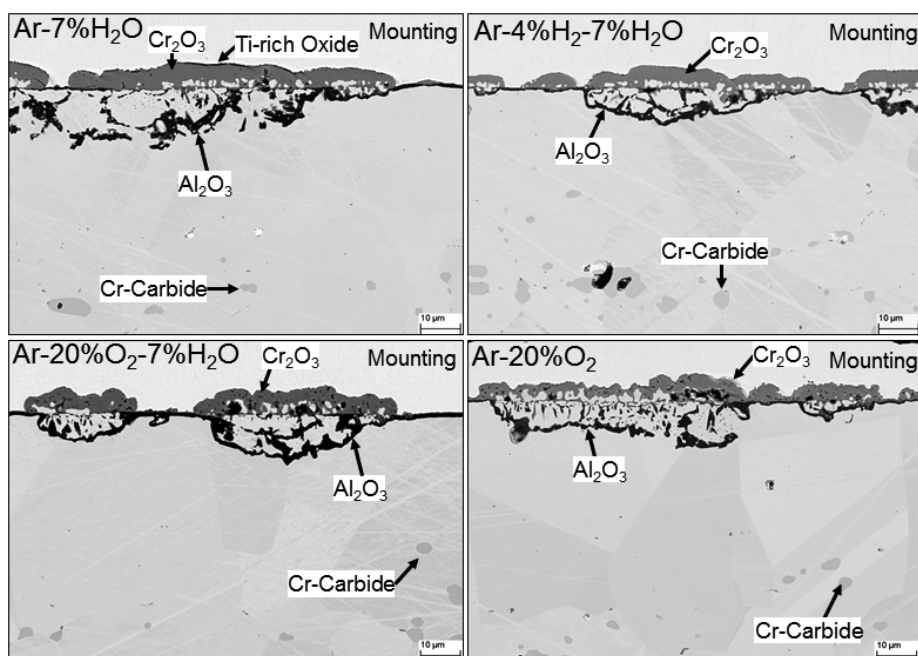 Ar-7%H₂O
Cr₂O₃
Ti-rich Oxide
Mounting
Al₂O₃
Cr-Carbide
10 µm
Ar-4%H₂-7%H₂O
Mounting
Cr₂O₃
Al₂O₃
Cr-Carbide
10 µm
Ar-20%O₂-7%H₂O
Cr₂O₃
Mounting
Al₂O₃
Cr-Carbide
10 µm
Ar-20%O₂
Mounting
Cr₂O₃
Al₂O₃
Cr-Carbide
10 µm